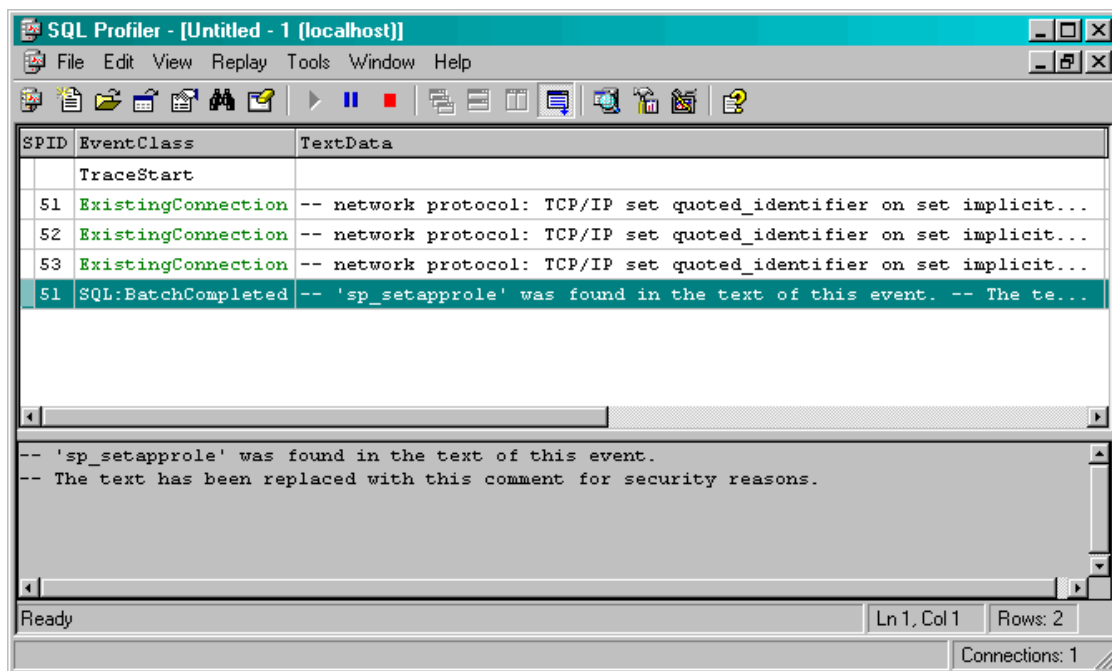 SQL Profiler - [Untitled - 1 (localhost)]
File Edit View Replay Tools Window Help
SPID EventClass TextData
TraceStart
51 ExistingConnection -- network protocol: TCP/IP set quoted_identifier on set implicit...
52 ExistingConnection -- network protocol: TCP/IP set quoted_identifier on set implicit...
53 ExistingConnection -- network protocol: TCP/IP set quoted_identifier on set implicit...
51 SQL:BatchCompleted -- 'sp_setapprole' was found in the text of this event. -- The te...
-- 'sp_setapprole' was found in the text of this event.
-- The text has been replaced with this comment for security reasons.
Ready Ln 1, Col 1 Rows: 2
Connections: 1